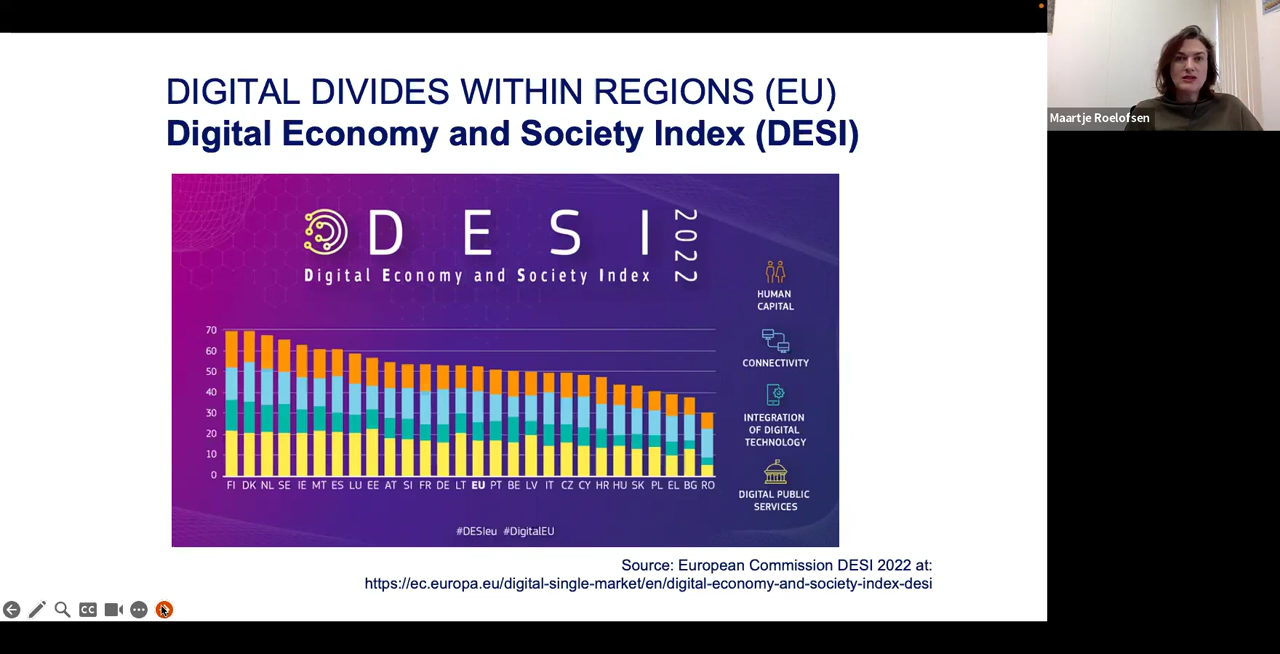 DIGITAL DIVIDES WITHIN REGIONS (EU)
Digital Economy and Society Index (DESI)
Maartje Roelofsen
D E S I 2022
Digital Economy and Society Index
HUMAN
CAPITAL
CONNECTIVITY
INTEGRATION
OF DIGITAL
TECHNOLOGY
DIGITAL PUBLIC
SERVICES
70
60
50
40
30
20
10
0
FI DK NL SE IE MT ES LU EE AT SI FR DE LT EU PT BE LV IT CZ CY HR HU SK PL EL BG RO
#DESIeu #DigitalEU
Source: European Commission DESI 2022 at:
https://ec.europa.eu/digital-single-market/en/digital-economy-and-society-index-desi
CC